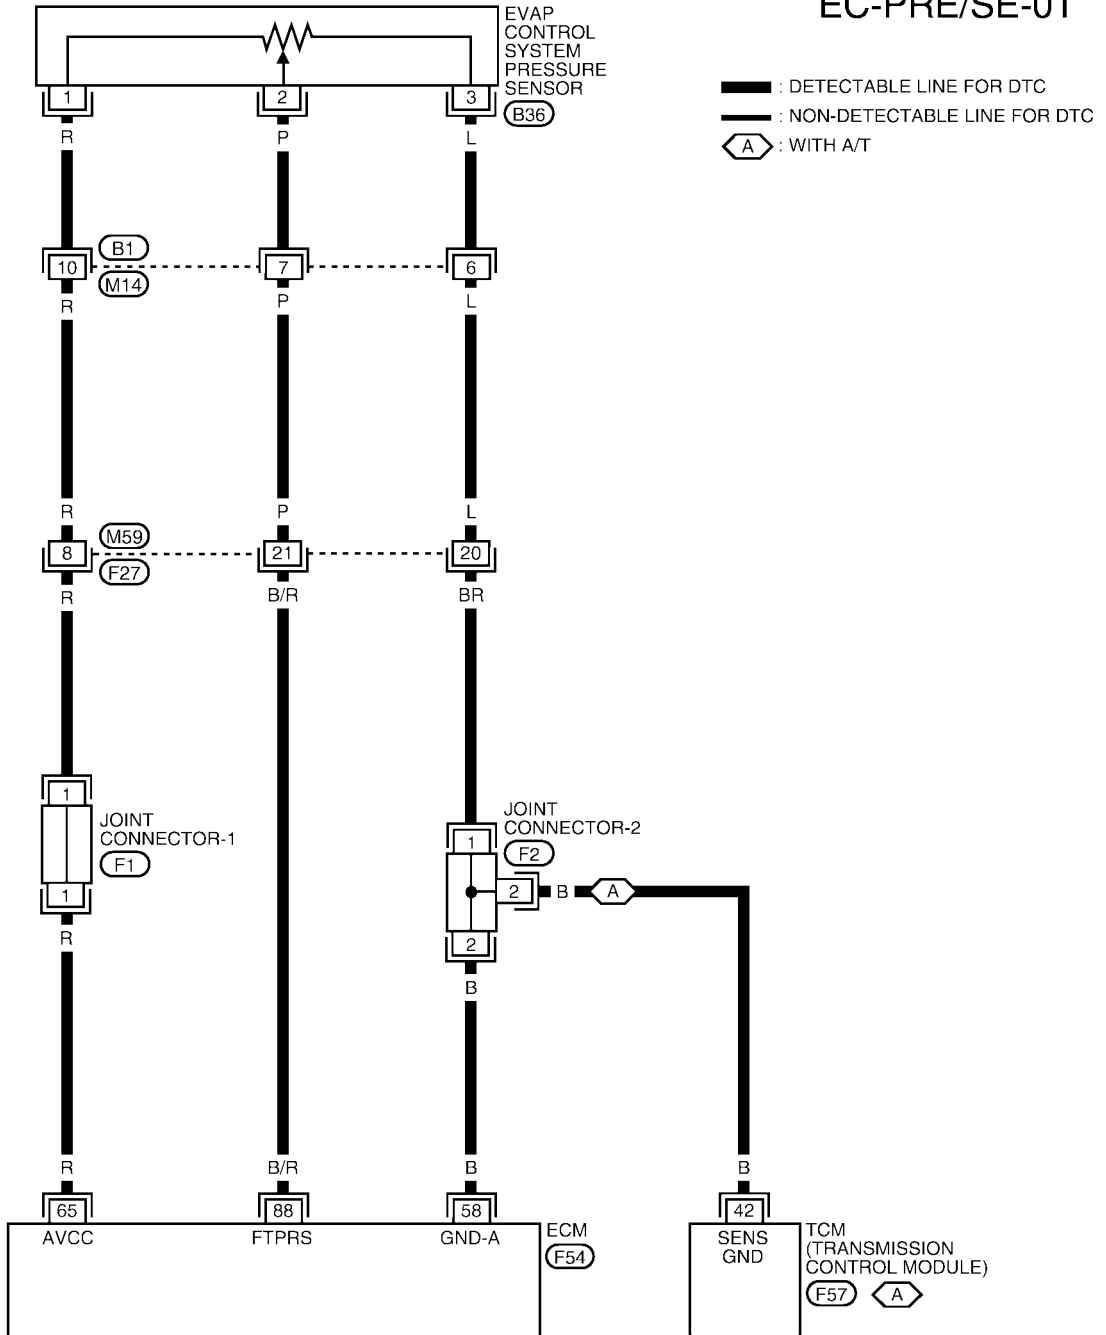 EC-PRE/SE-01
EVAP
CONTROL
SYSTEM
PRESSURE
SENSOR
B36
1 2 3
R P L
: DETECTABLE LINE FOR DTC
: NON-DETECTABLE LINE FOR DTC
A : WITH A/T
B1
10 7 6
M14
R P L
R P L
M59
8 21 20
F27
R B/R BR
1
JOINT
CONNECTOR-1
F1
1
R
JOINT
CONNECTOR-2
F2
1
2 B A
2
B
R B/R B B
65 88 58 42
AVCC FTPRS GND-A
ECM
F54
SENS
GND
TCM
(TRANSMISSION
CONTROL MODULE)
F57 A